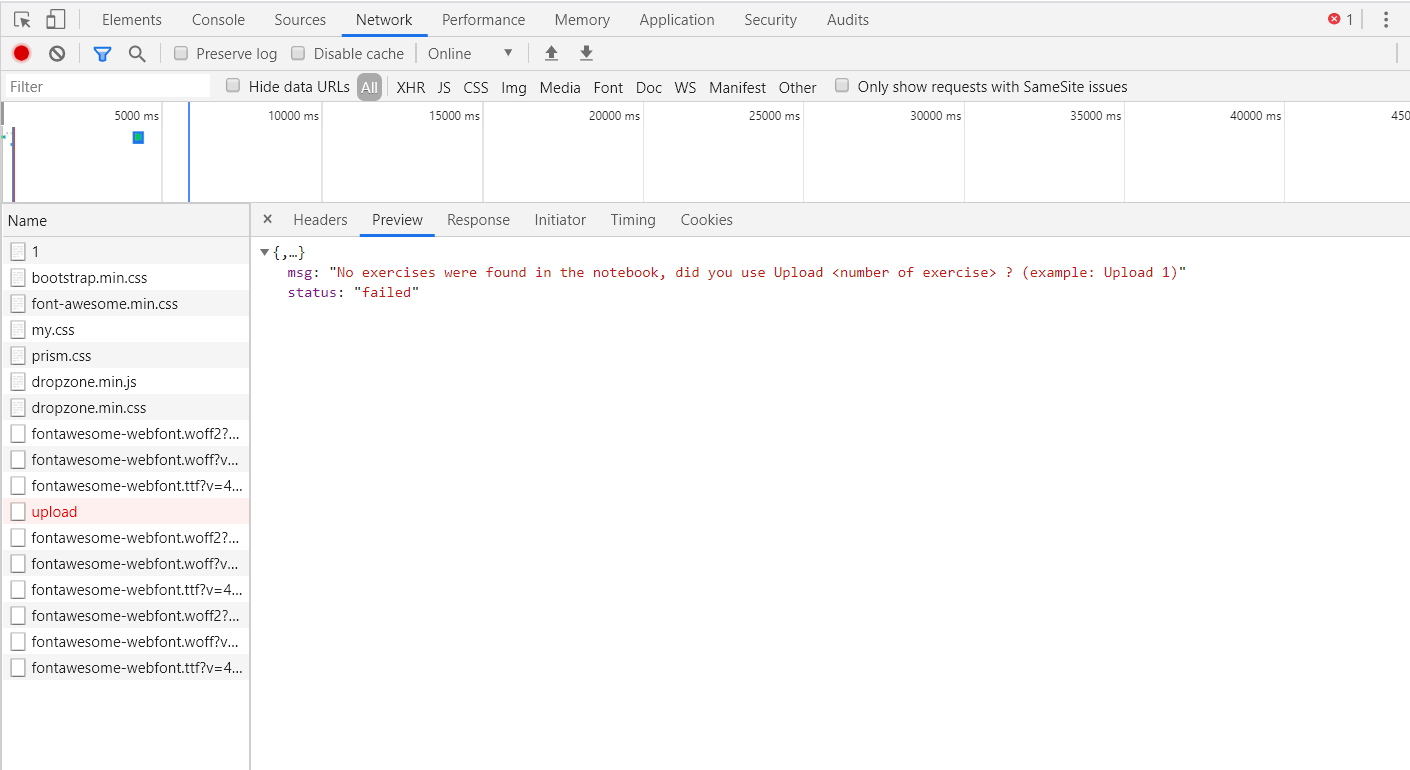 Elements Console Sources Network Performance Memory Application Security Audits 1
Preserve log Disable cache Online
Filter Hide data URLs All XHR JS CSS Img Media Font Doc WS Manifest Other Only show requests with SameSite issues
5000 ms 10000 ms 15000 ms 20000 ms 25000 ms 30000 ms 35000 ms 40000 ms 450
Name
Headers Preview Response Initiator Timing Cookies
1
bootstrap.min.css
font-awesome.min.css
my.css
prism.css
dropzone.min.js
dropzone.min.css
fontawesome-webfont.woff2?...
fontawesome-webfont.woff?v...
fontawesome-webfont.ttf?v=4...
upload
fontawesome-webfont.woff2?...
fontawesome-webfont.woff?v...
fontawesome-webfont.ttf?v=4...
fontawesome-webfont.woff2?...
fontawesome-webfont.woff?v...
fontawesome-webfont.ttf?v=4...
{,…}
msg: "No exercises were found in the notebook, did you use Upload <number of exercise> ? (example: Upload 1)"
status: "failed"